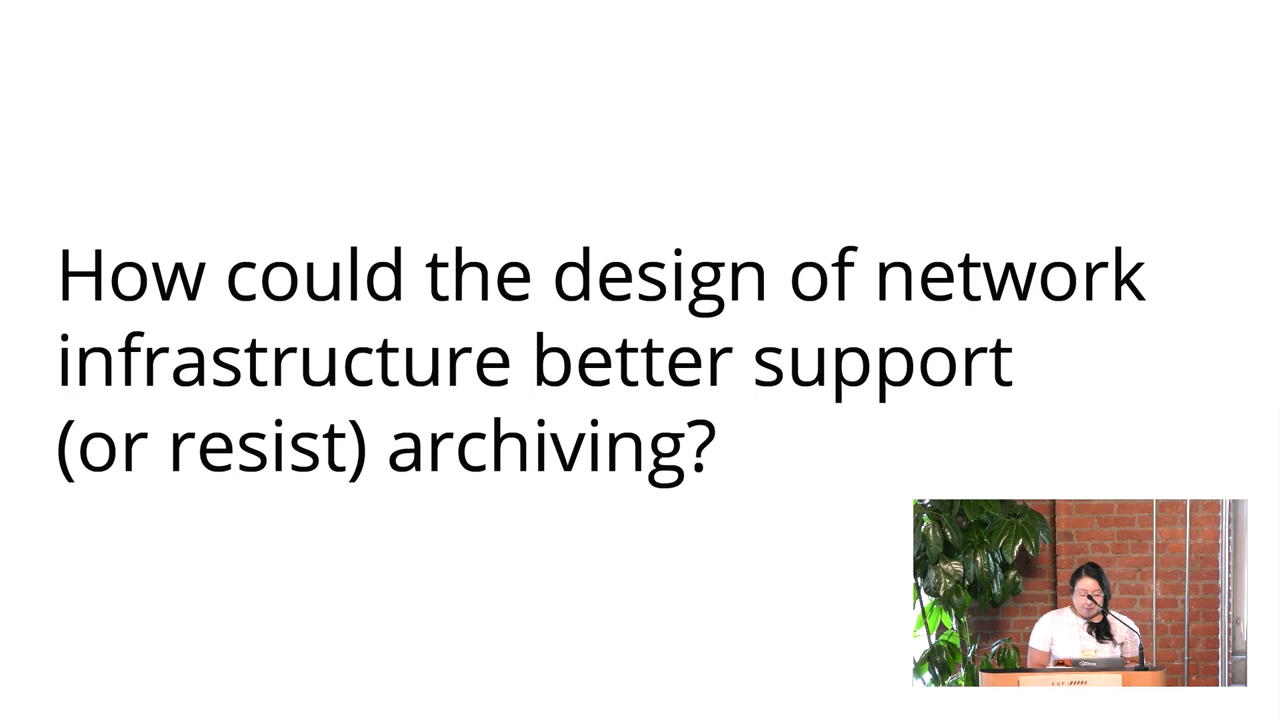 How could the design of network
infrastructure better support
(or resist) archiving?